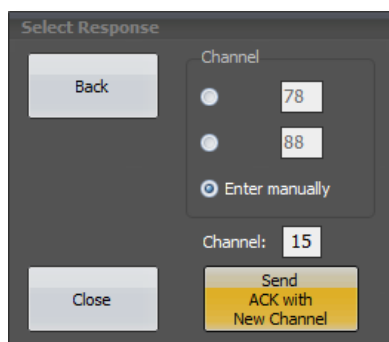 Select Response
Back
Channel
78
88
Enter manually
Channel: 15
Close
Send
ACK with
New Channel